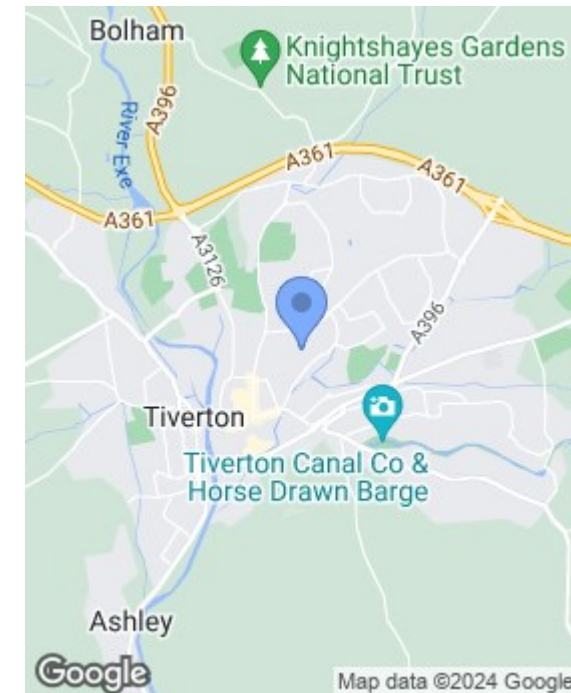 Bolham
Knightshayes Gardens
National Trust
A396
River Exe
A361
A361
A361
A3126
A396
Tiverton
Tiverton Canal Co &
Horse Drawn Barge
Ashley
Google
Map data ©2024 Google